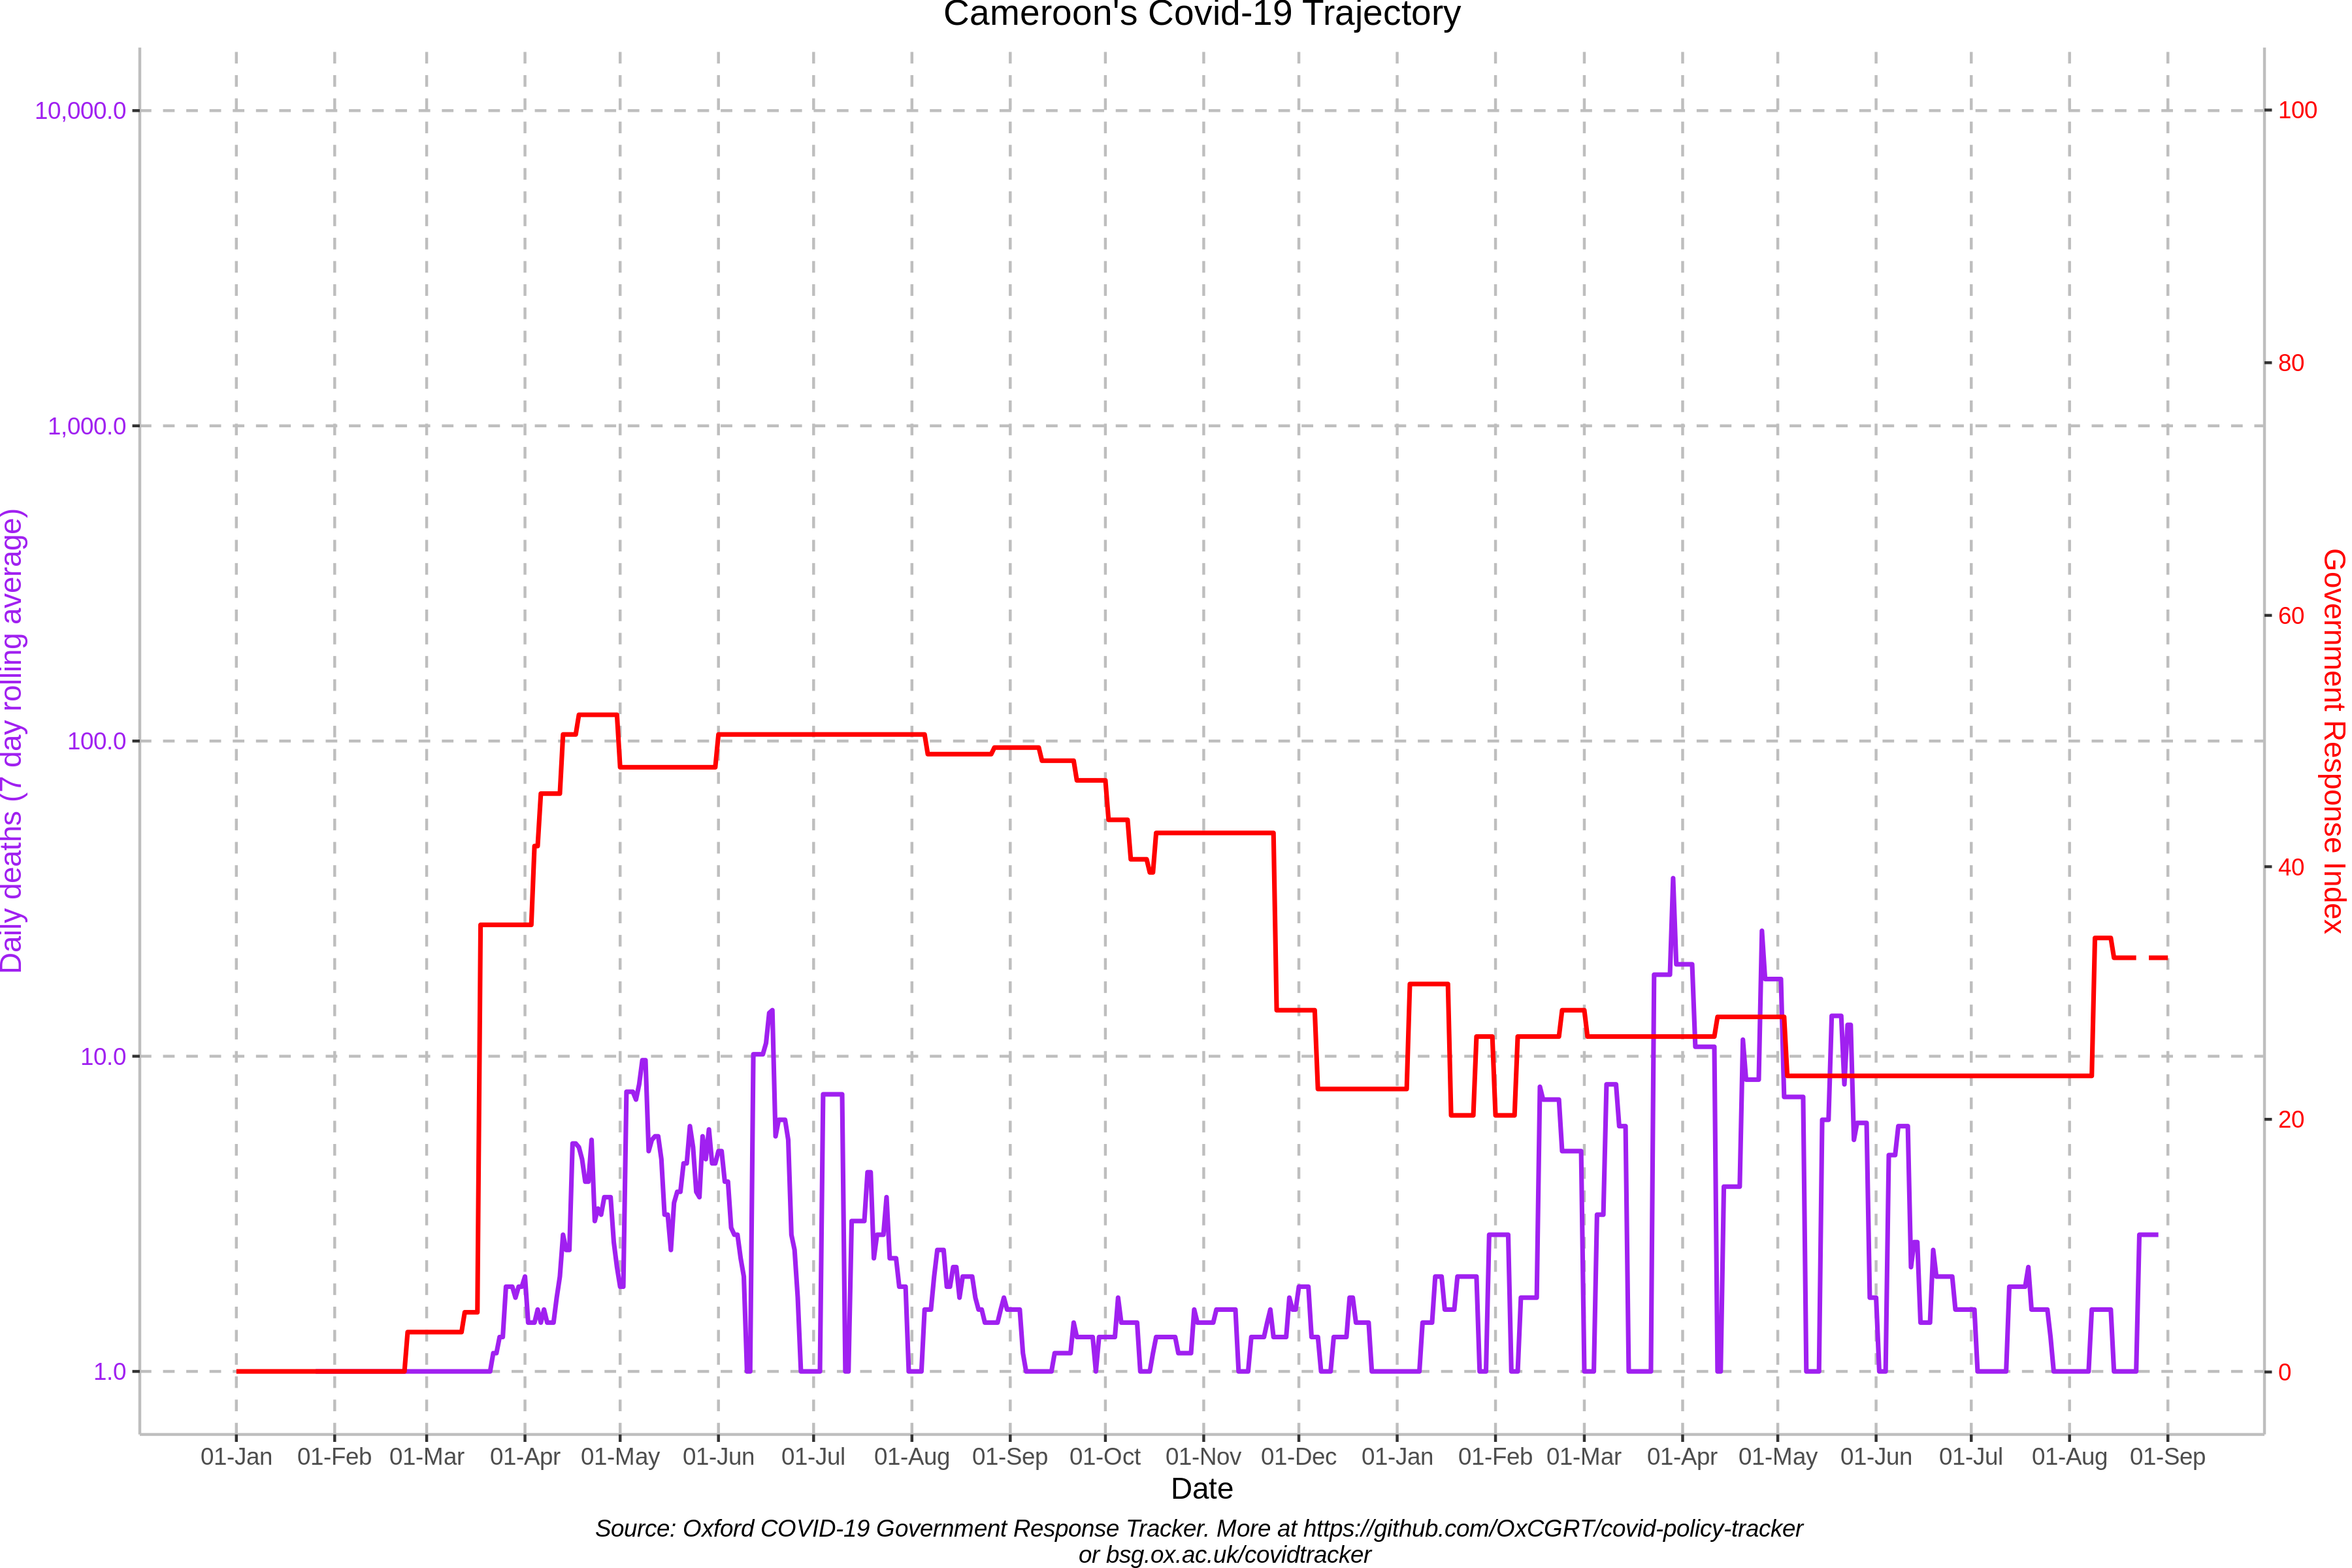 Cameroon's Covid-19 Trajectory
10,000.0
1,000.0
100.0
10.0
1.0
Daily deaths (7 day rolling average)
100
80
60
40
20
0
Government Response Index
01-Jan 01-Feb 01-Mar 01-Apr 01-May 01-Jun 01-Jul 01-Aug 01-Sep 01-Oct 01-Nov 01-Dec 01-Jan 01-Feb 01-Mar 01-Apr 01-May 01-Jun 01-Jul 01-Aug 01-Sep
Date
Source: Oxford COVID-19 Government Response Tracker. More at https://github.com/OxCGRT/covid-policy-tracker
or bsg.ox.ac.uk/covidtracker